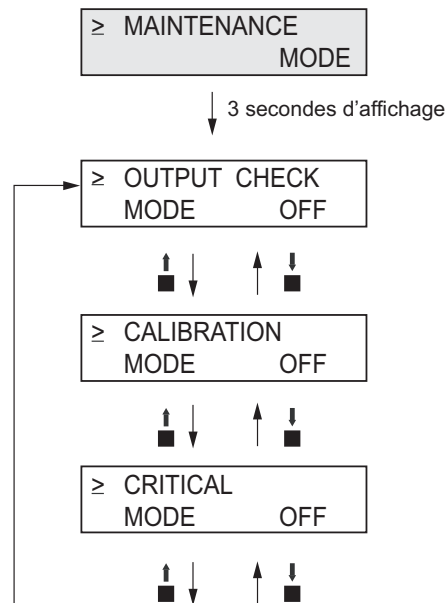 ≥ MAINTENANCE
MODE
3 secondes d'affichage
≥ OUTPUT CHECK
MODE OFF
≥ CALIBRATION
MODE OFF
≥ CRITICAL
MODE OFF